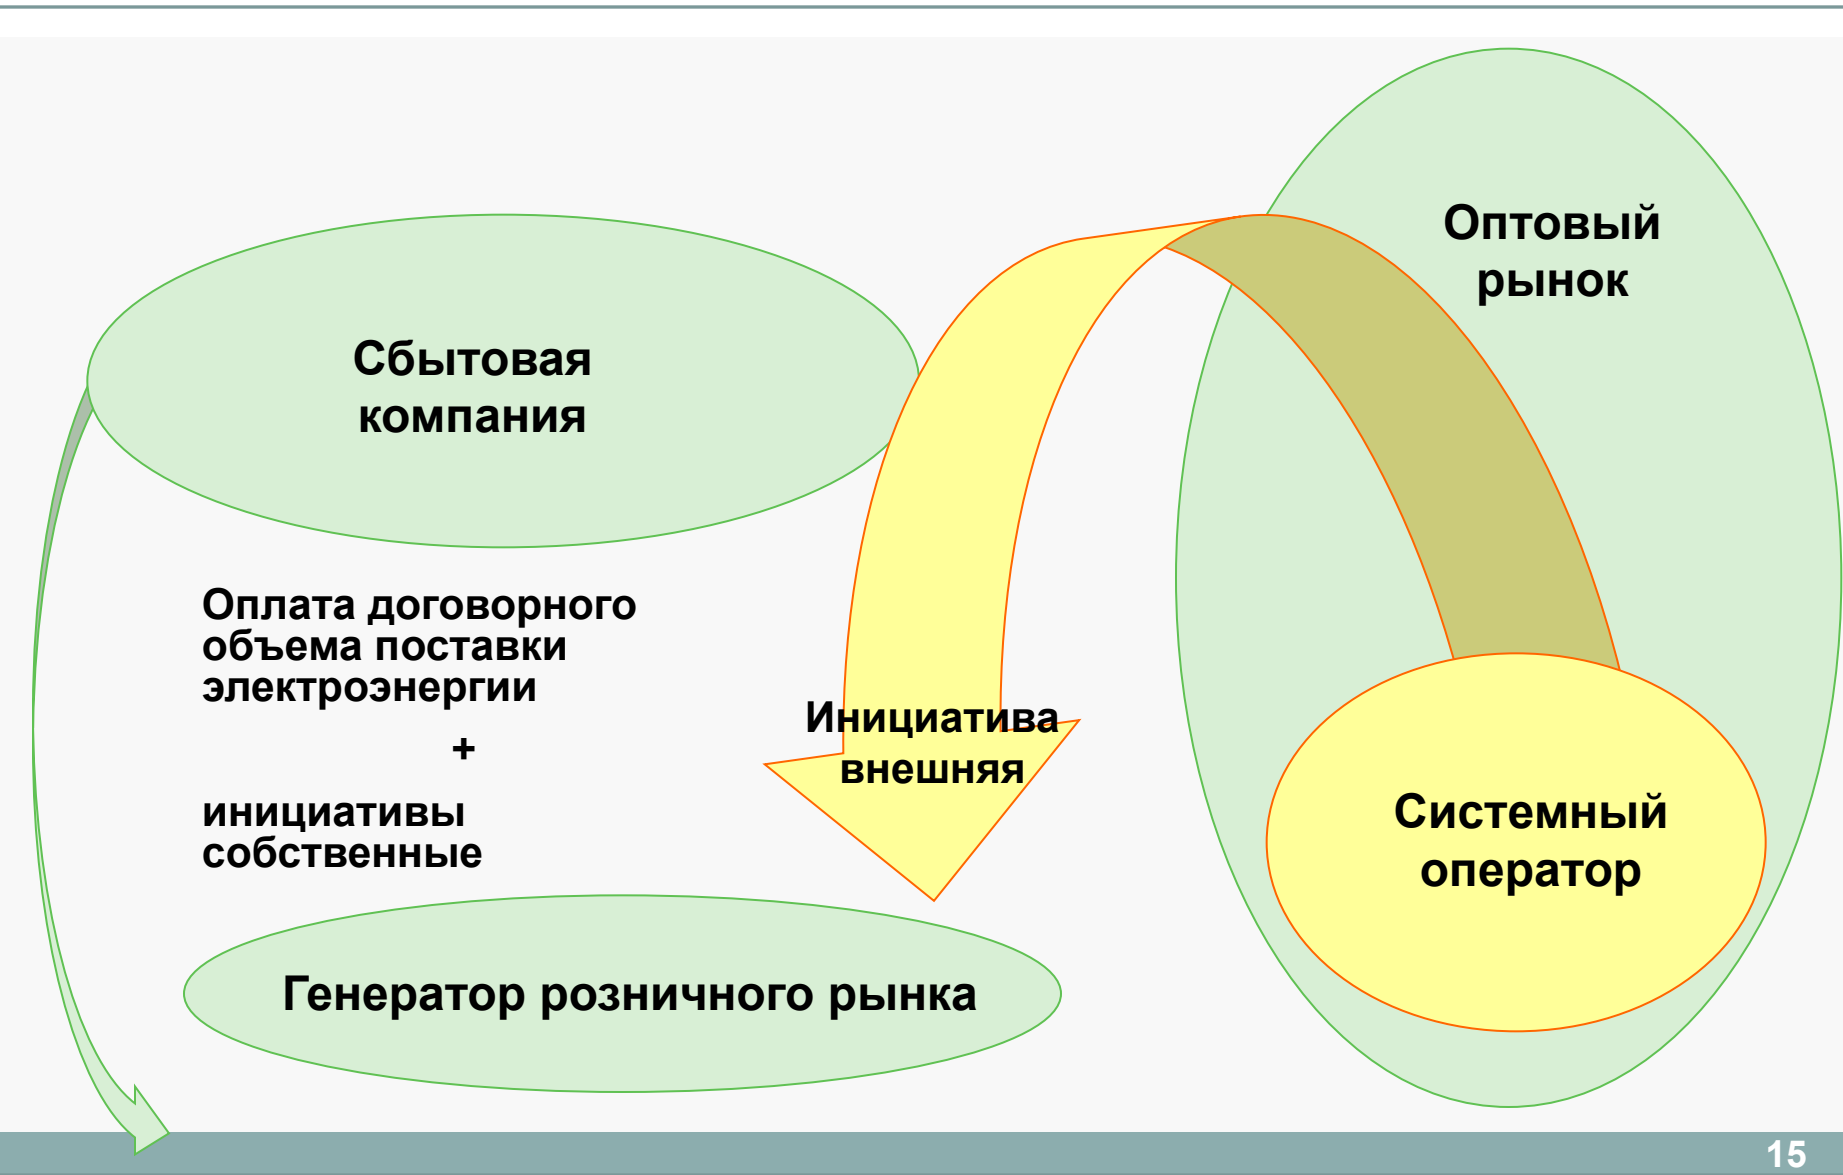 Оптовый
рынок
Сбытовая
компания
Оплата договорного
объема поставки
электроэнергии
+
инициативы
собственные
Инициатива
внешняя
Системный
оператор
Генератор розничного рынка
15